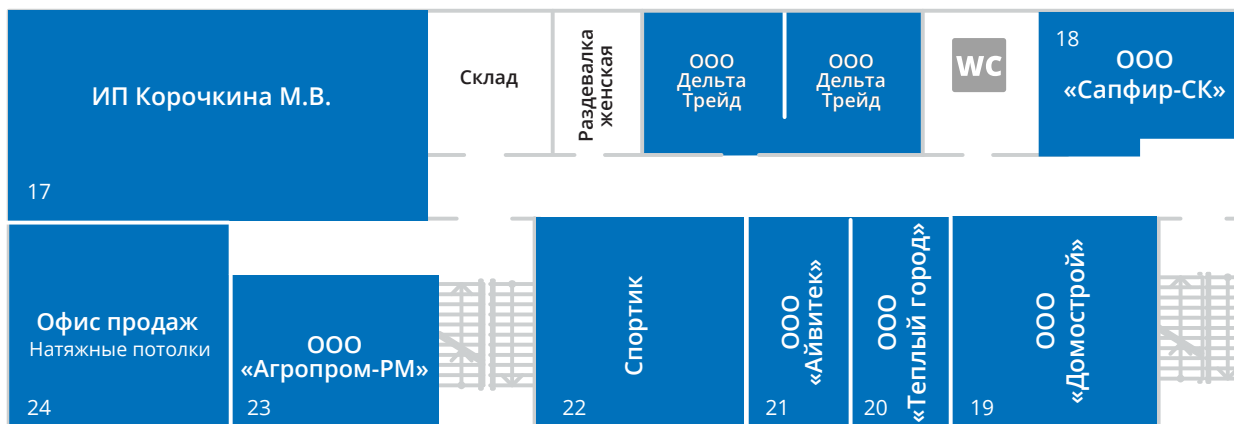 ИП Корочкина М.В.
17
Склад
Раздевалка
женская
ООО
Дельта
Трейд
ООО
Дельта
Трейд
WC
18
ООО
«Сапфир-СК»
Офис продаж
Натяжные потолки
24
ООО
«Агропром-РМ»
23
Спортик
22
ООО
«Айвитек»
21
ООО
«Теплый город»
20
ООО
«Домострой»
19